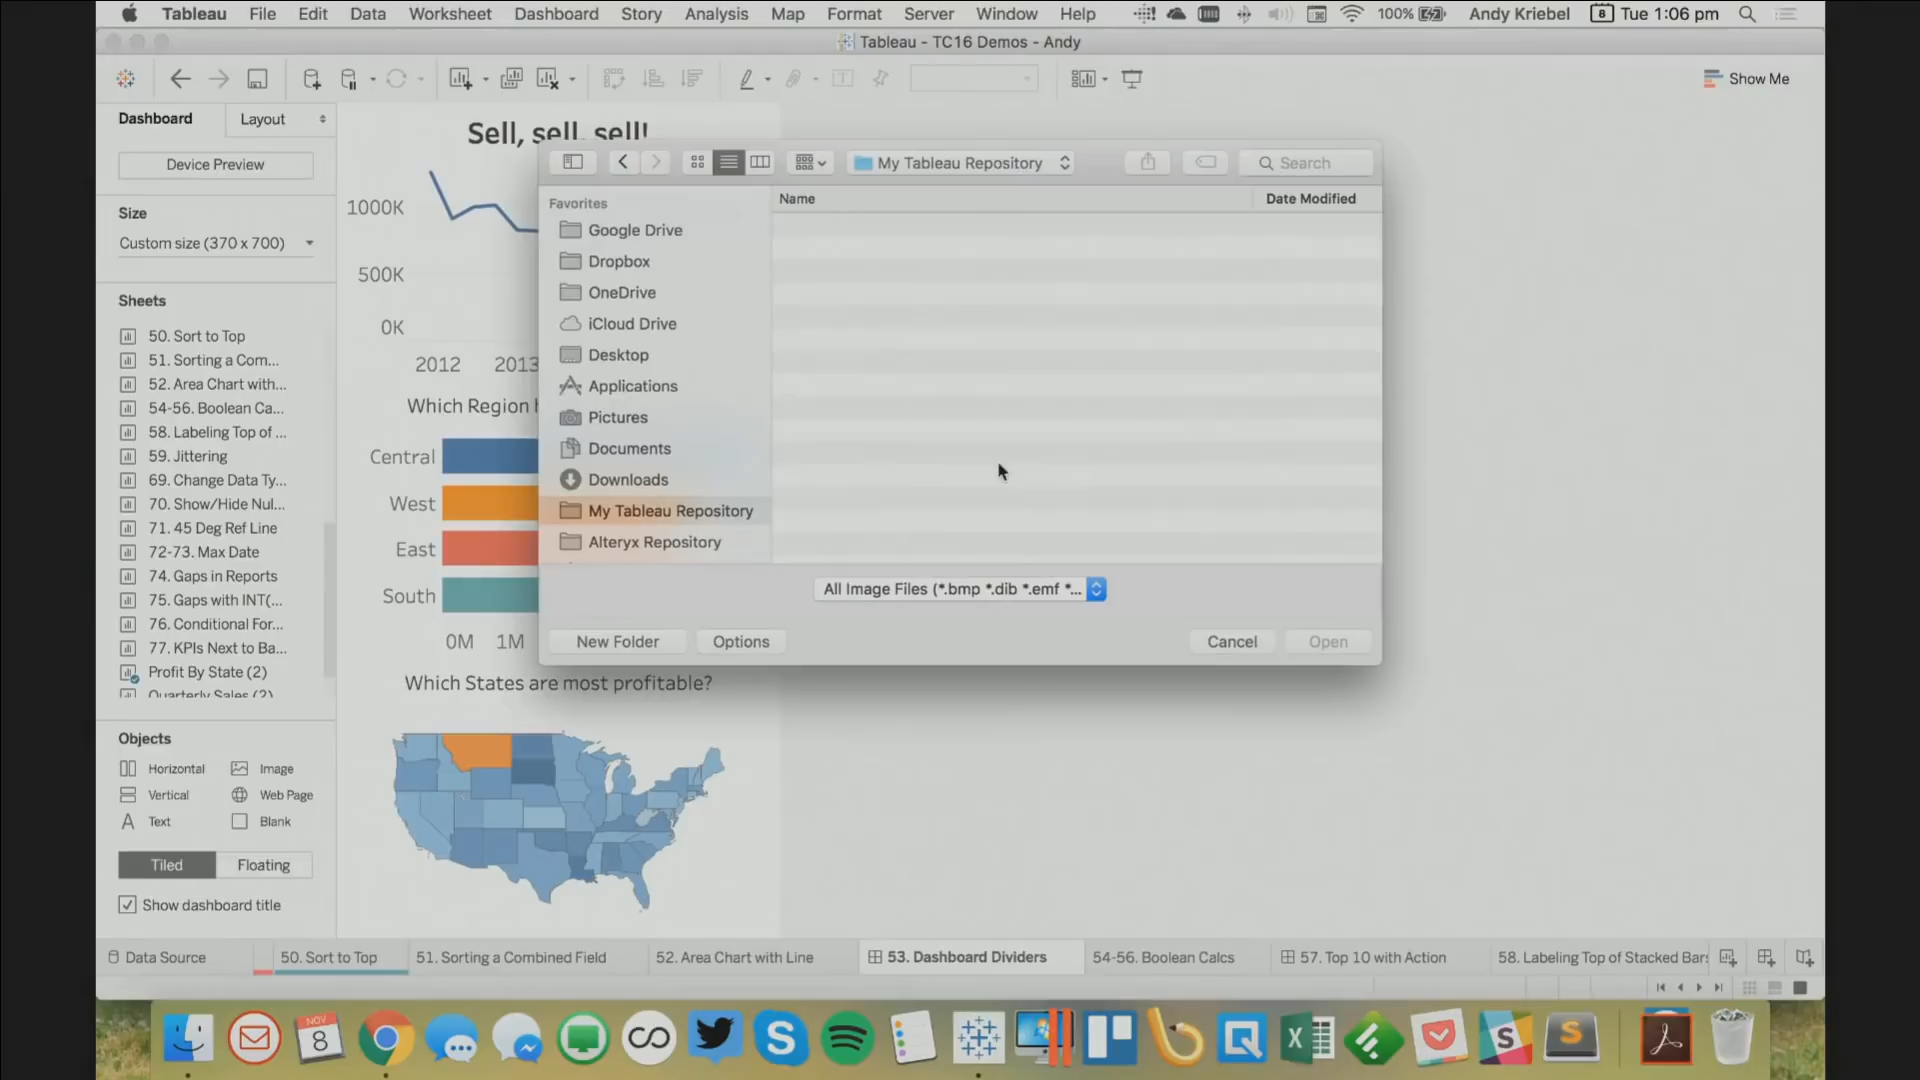 Tableau File Edit Data Worksheet Dashboard Story Analysis Map Format Server Window Help 100% Andy Kriebel 8 Tue 1:06 pm
Tableau - TC16 Demos - Andy
Show Me
Dashboard Layout
Device Preview
Size
Custom size (370 x 700)
Sheets
50. Sort to Top
51. Sorting a Com...
52. Area Chart with...
54-56. Boolean Ca...
58. Labeling Top of ...
59. Jittering
69. Change Data Ty...
70. Show/Hide Nul...
71. 45 Deg Ref Line
72-73. Max Date
74. Gaps in Reports
75. Gaps with INT(...
76. Conditional For...
77. KPIs Next to Ba...
Profit By State (2)
Quarterly Sales (2)
Objects
Horizontal Image
Vertical Web Page
Text Blank
Tiled Floating
Show dashboard title
Sell, sell, sell!
1000K
500K
0K
2012 2013
Which Region
Central
West
East
South
0M 1M
Which States are most profitable?
My Tableau Repository
Search
Favorites
Google Drive
Dropbox
OneDrive
iCloud Drive
Desktop
Applications
Pictures
Documents
Downloads
My Tableau Repository
Alteryx Repository
Name Date Modified
All Image Files (*.bmp *.dib *.emf *...
New Folder Options Cancel Open
Data Source 50. Sort to Top 51. Sorting a Combined Field 52. Area Chart with Line 53. Dashboard Dividers 54-56. Boolean Calcs 57. Top 10 with Action 58. Labeling Top of Stacked Bars
NOV
8